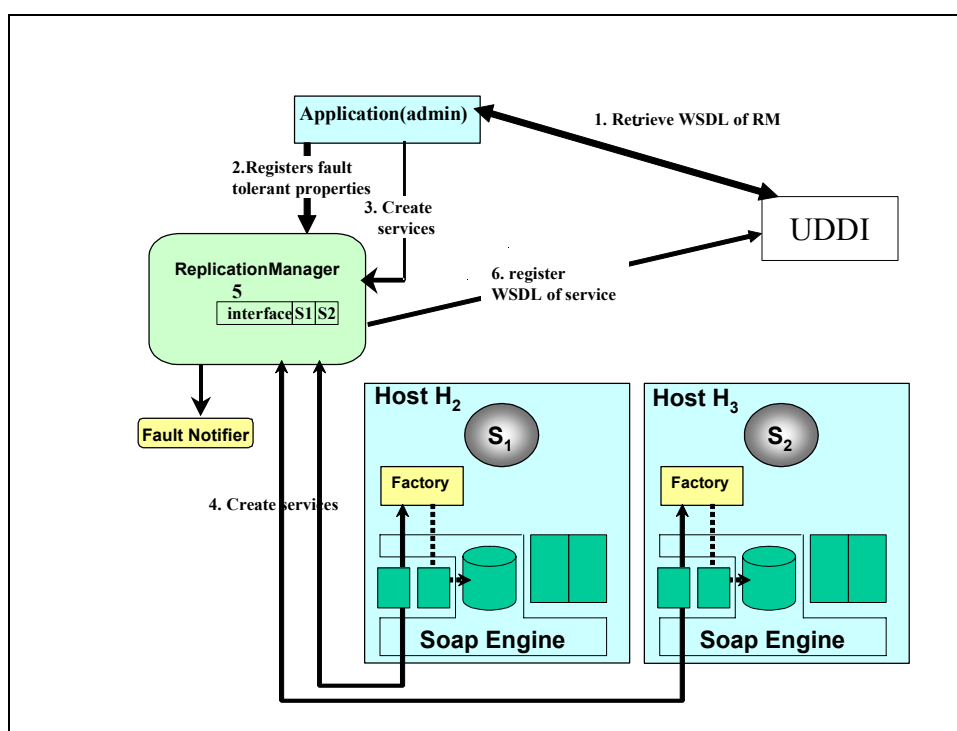 Application(admin)
1. Retrieve WSDL of RM
2.Registers fault
tolerant properties
3. Create
services
UDDI
ReplicationManager
5
interface S1 S2
6. register
WSDL of service
Host H2
S1
Factory
Soap Engine
Host H3
S2
Factory
Soap Engine
Fault Notifier
4. Create services